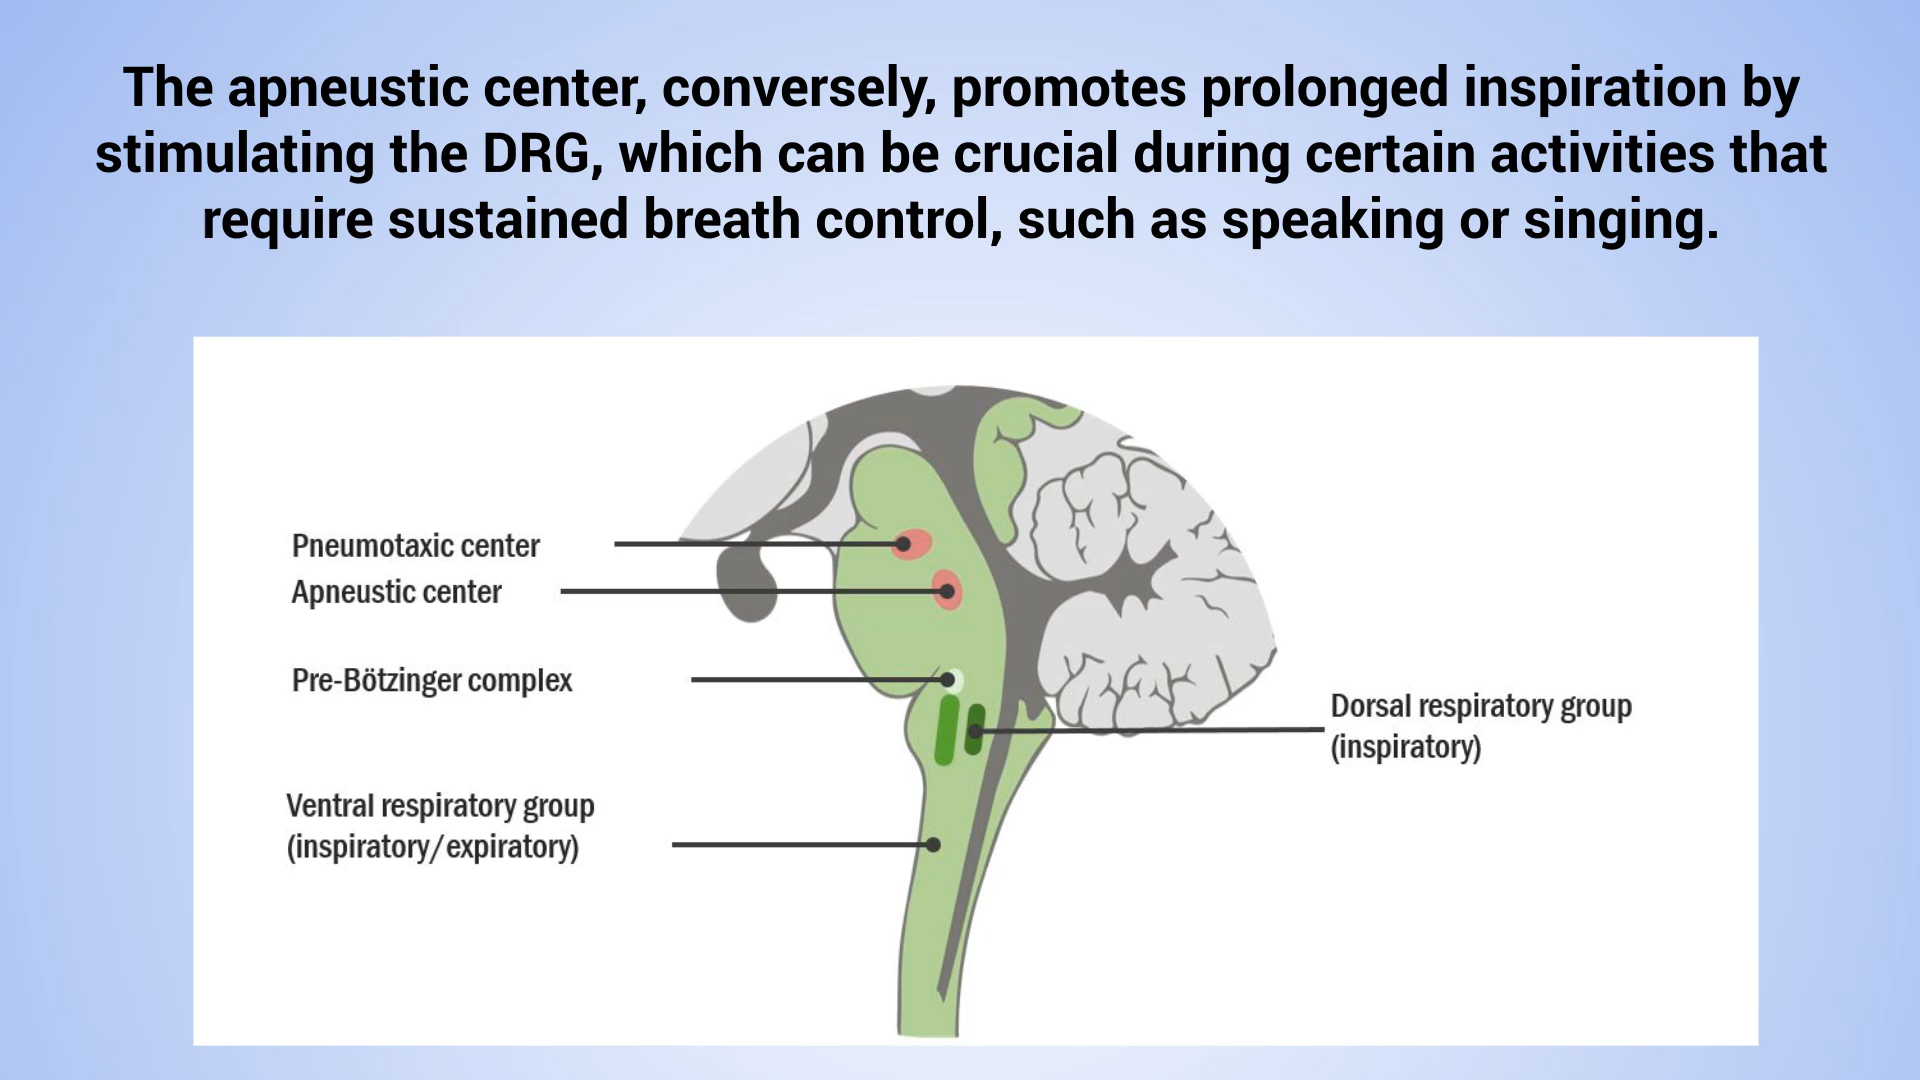 The apneustic center, conversely, promotes prolonged inspiration by
stimulating the DRG, which can be crucial during certain activities that
require sustained breath control, such as speaking or singing.
Pneumotaxic center
Apneustic center
Pre-Bötzinger complex
Dorsal respiratory group
(inspiratory)
Ventral respiratory group
(inspiratory/expiratory)